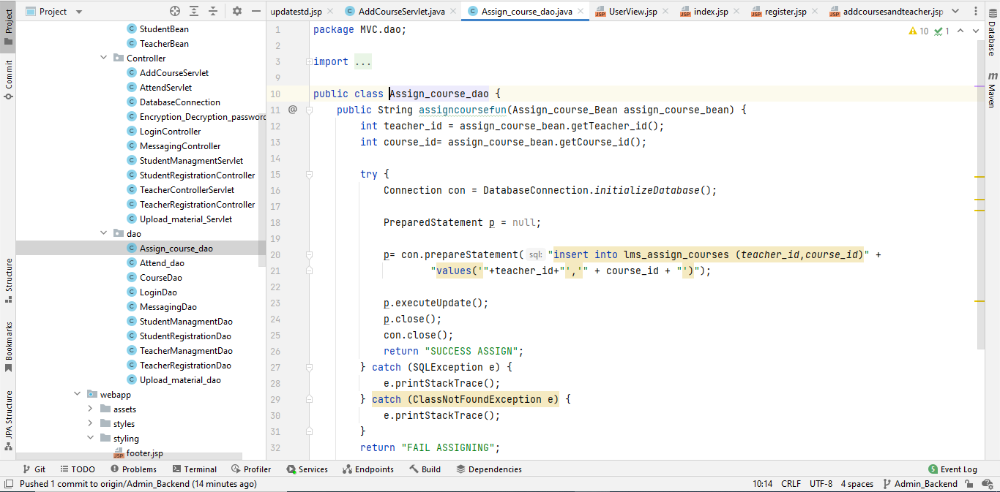 Project
updatestd.jsp
AddCourseServlet.java
Assign_course_dao.java
UserView.jsp
index.jsp
register.jsp
addcoursesandteacher.jsp
Project
Commit
Structure
Bookmarks
JPA Structure
StudentBean
TeacherBean
Controller
AddCourseServlet
AttendServlet
DatabaseConnection
Encryption_Decryption_password
LoginController
MessagingController
StudentManagmentServlet
StudentRegistrationController
TeacherControllerServlet
TeacherRegistrationController
Upload_material_Servlet
dao
Assign_course_dao
Attend_dao
CourseDao
LoginDao
MessagingDao
StudentManagmentDao
StudentRegistrationDao
TeacherManagmentDao
TeacherRegistrationDao
Upload_material_dao
webapp
assets
styles
styling
footer.jsp
1 package MVC.dao;
2
3 import ...
9
10 public class Assign_course_dao {
11 @ public String assigncoursefun(Assign_course_Bean assign_course_bean) {
12 int teacher_id = assign_course_bean.getTeacher_id();
13 int course_id= assign_course_bean.getCourse_id();
14
15 try {
16 Connection con = DatabaseConnection.initializeDatabase();
17
18 PreparedStatement p = null;
19
20 p= con.prepareStatement( sql: "insert into lms_assign_courses (teacher_id,course_id)" +
21 "values('"+teacher_id+"','" + course_id + "')");
22
23 p.executeUpdate();
24 p.close();
25 con.close();
26 return "SUCCESS ASSIGN";
27 } catch (SQLException e) {
28 e.printStackTrace();
29 } catch (ClassNotFoundException e) {
30 e.printStackTrace();
31 }
32 return "FAIL ASSIGNING";
10 1
Database
m Maven
Git
TODO
Problems
Terminal
Profiler
Services
Endpoints
Build
Dependencies
5 Event Log
Pushed 1 commit to origin/Admin_Backend (14 minutes ago)
10:14 CRLF UTF-8 4 spaces Admin_Backend